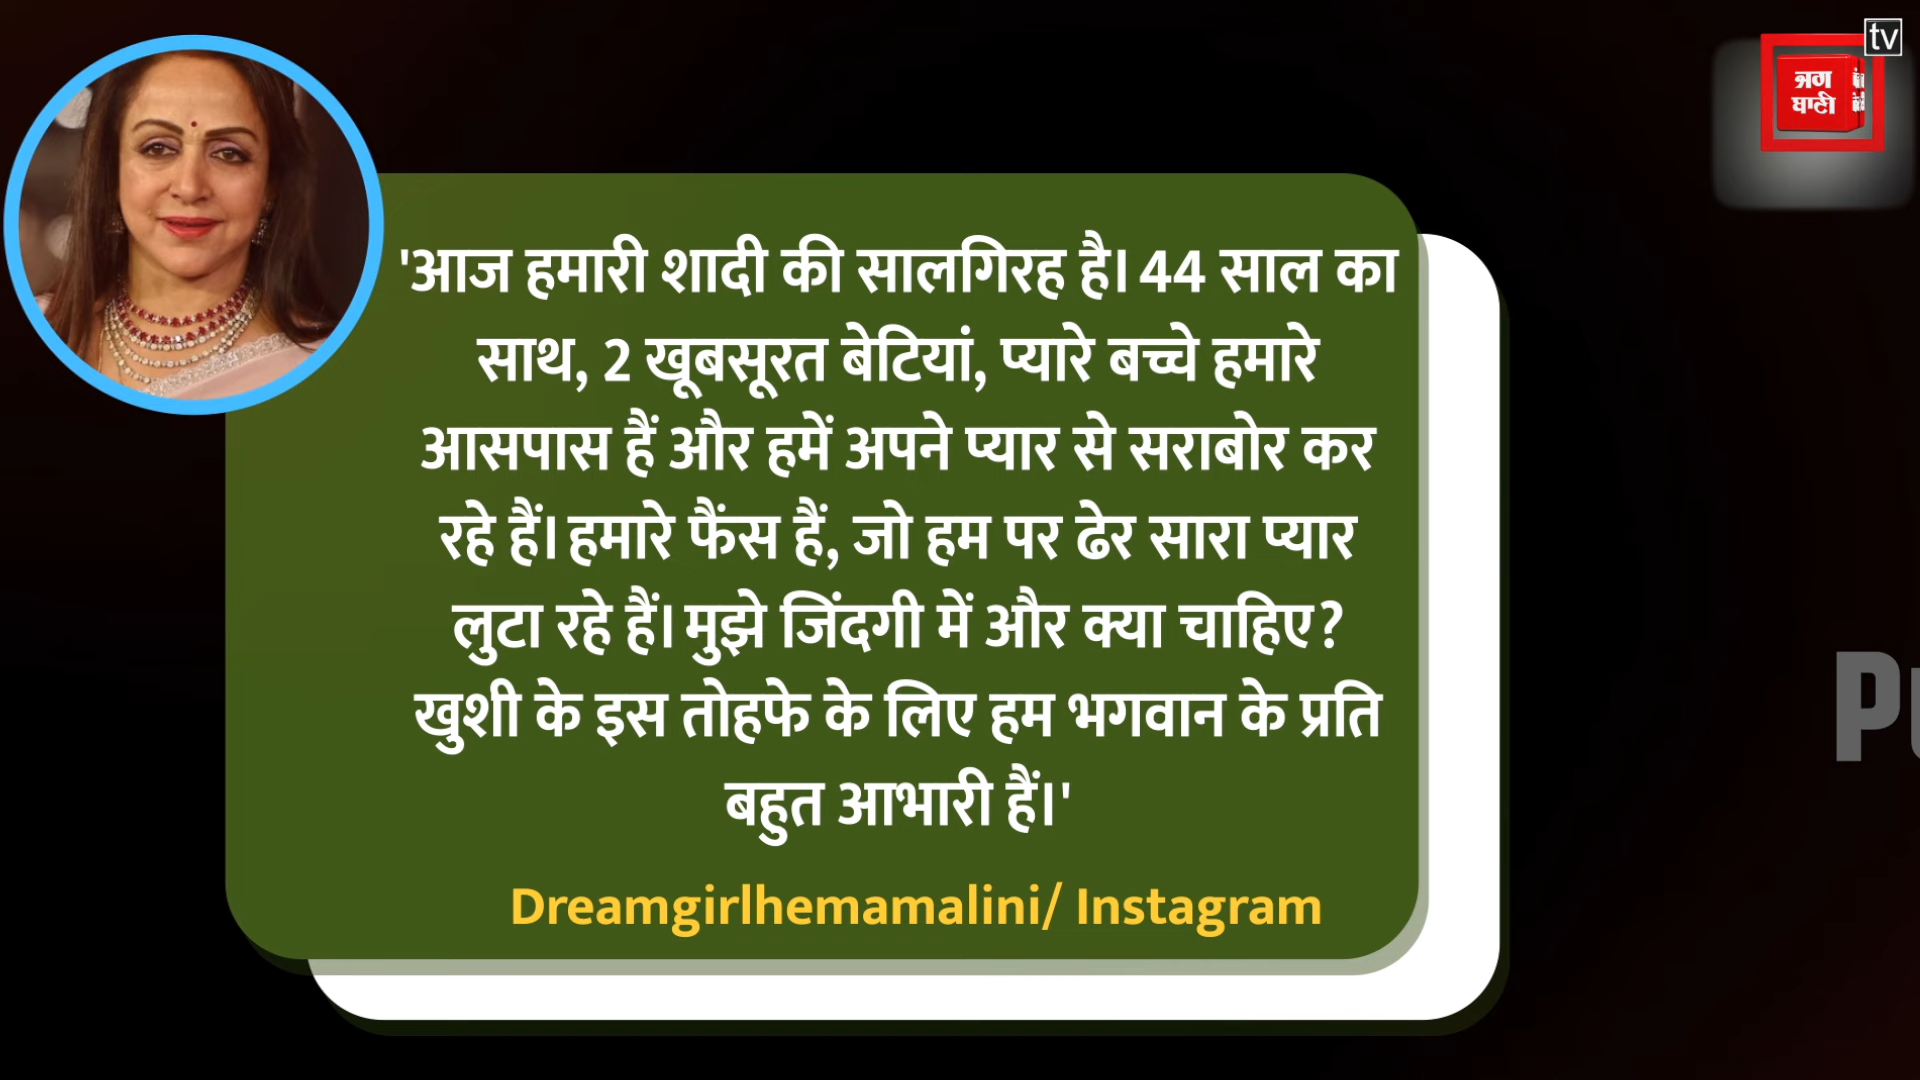 tv
जग
बाणी
'आज हमारी शादी की सालगिरह है। 44 साल का
साथ, 2 खूबसूरत बेटियां, प्यारे बच्चे हमारे
आसपास हैं और हमें अपने प्यार से सराबोर कर
रहे हैं। हमारे फैंस हैं, जो हम पर ढेर सारा प्यार
लुटा रहे हैं। मुझे जिंदगी में और क्या चाहिए?
खुशी के इस तोहफे के लिए हम भगवान के प्रति
बहुत आभारी हैं।'
Dreamgirlhemamalini/ Instagram